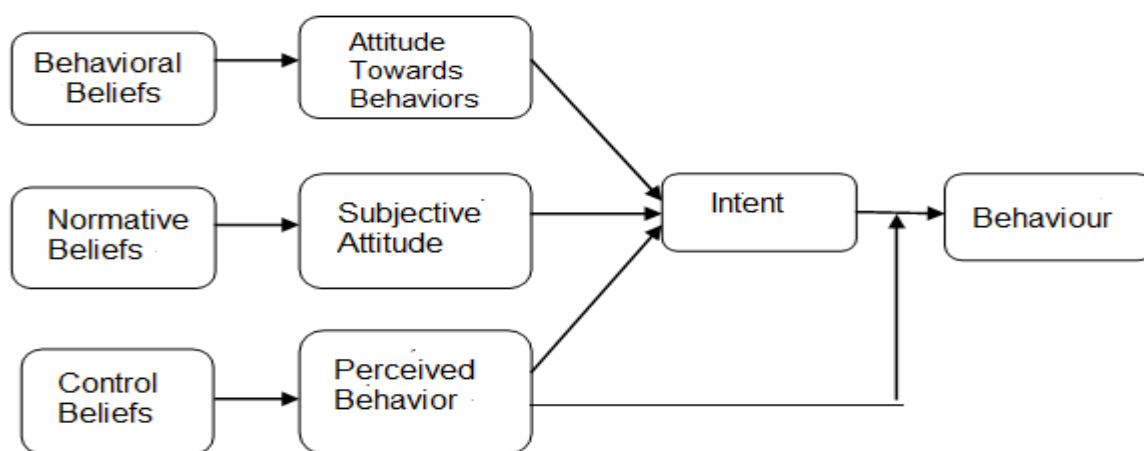 Behavioral
Beliefs
Attitude
Towards
Behaviors
Normative
Beliefs
Subjective
Attitude
Intent
Behaviour
Control
Beliefs
Perceived
Behavior